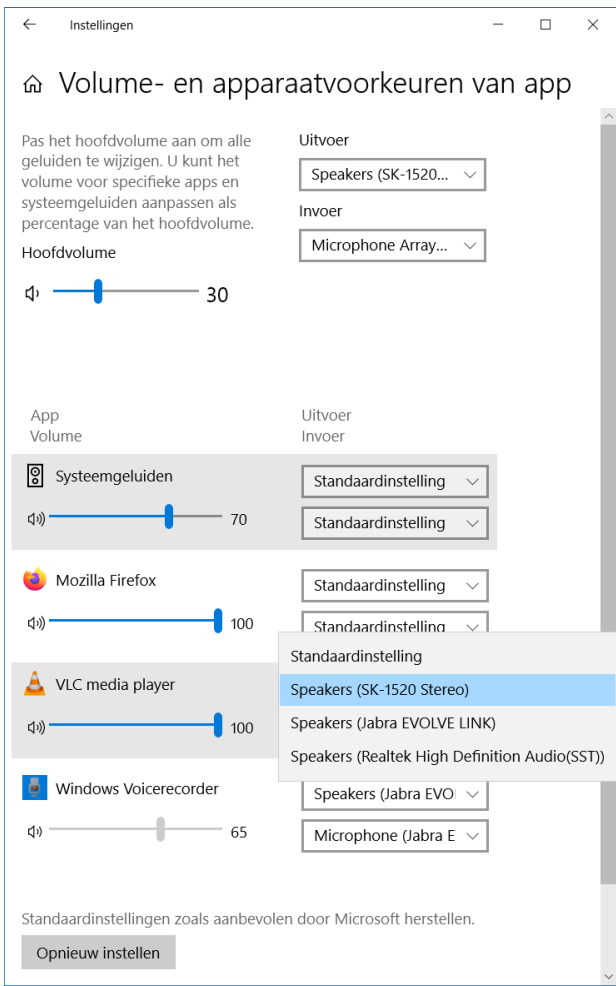 Instellingen
Volume- en apparaatvoorkeuren van app
Pas het hoofdvolume aan om alle
geluiden te wijzigen. U kunt het
volume voor specifieke apps en
systeemgeluiden aanpassen als
percentage van het hoofdvolume.
Hoofdvolume
30
Uitvoer
Speakers (SK-1520...
Invoer
Microphone Array...
App
Volume
Uitvoer
Invoer
Systeemgeluiden
70
Standaardinstelling
Standaardinstelling
Mozilla Firefox
100
Standaardinstelling
Standaardinstelling
VLC media player
100
Standaardinstelling
Speakers (SK-1520 Stereo)
Speakers (Jabra EVOLVE LINK)
Speakers (Realtek High Definition Audio(SST))
Windows Voicerecorder
65
Speakers (Jabra EVO
Microphone (Jabra E
Standaardinstellingen zoals aanbevolen door Microsoft herstellen.
Opnieuw instellen